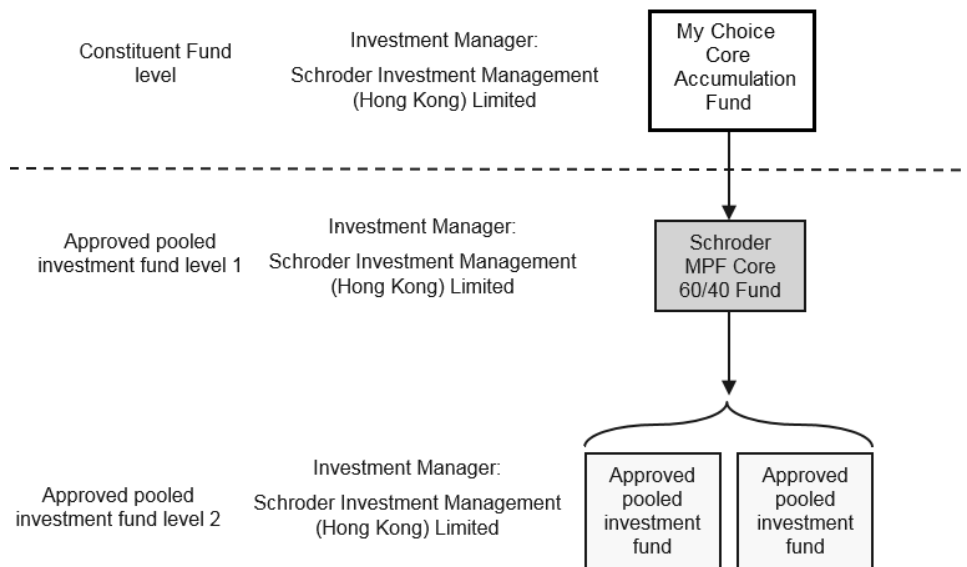 Constituent Fund
level
Investment Manager:
Schroder Investment Management
(Hong Kong) Limited
My Choice
Core
Accumulation
Fund
Approved pooled
investment fund level 1
Investment Manager:
Schroder Investment Management
(Hong Kong) Limited
Schroder
MPF Core
60/40 Fund
Approved pooled
investment fund level 2
Investment Manager:
Schroder Investment Management
(Hong Kong) Limited
Approved
pooled
investment
fund
Approved
pooled
investment
fund